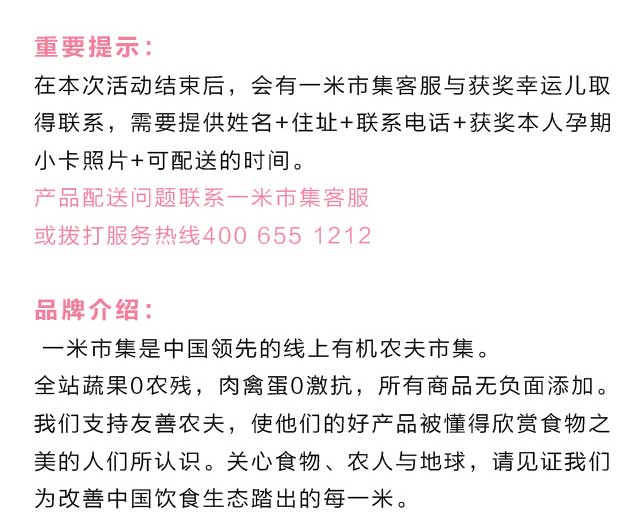 重要提示：
在本次活动结束后，会有一米市集客服与获奖幸运儿取
得联系，需要提供姓名+住址+联系电话+获奖本人孕期
小卡照片+可配送的时间。
产品配送问题联系一米市集客服
或拨打服务热线400 655 1212
品牌介绍：
一米市集是中国领先的线上有机农夫市集。
全站蔬果0农残，肉禽蛋0激抗，所有商品无负面添加。
我们支持友善农夫，使他们的好产品被懂得欣赏食物之
美的人们所认识。关心食物、农人与地球，请见证我们
为改善中国饮食生态踏出的每一米。